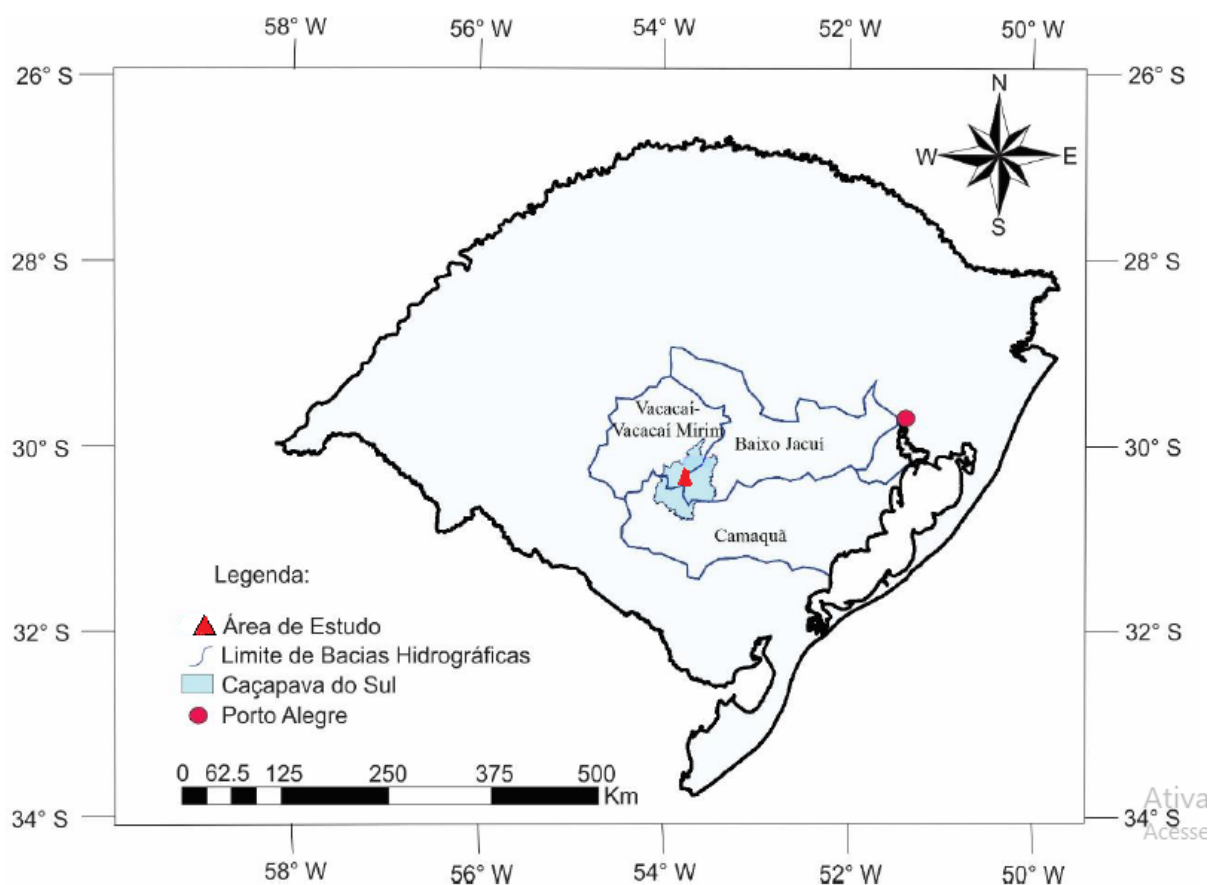 58° W 56° W 54° W 52° W 50° W
26° S 26° S
N
W E
S
28° S 28° S
Vacacaí-
Vacacaí Mirim
30° S Baixo Jacuí 30° S
Camaquã
Legenda:
Área de Estudo
32° S 32° S
Limite de Bacias Hidrográficas
Caçapava do Sul
Porto Alegre
0 62.5 125 250 375 500
Km
34° S 34° S
Ativa
Acesse
58° W 56° W 54° W 52° W 50° W